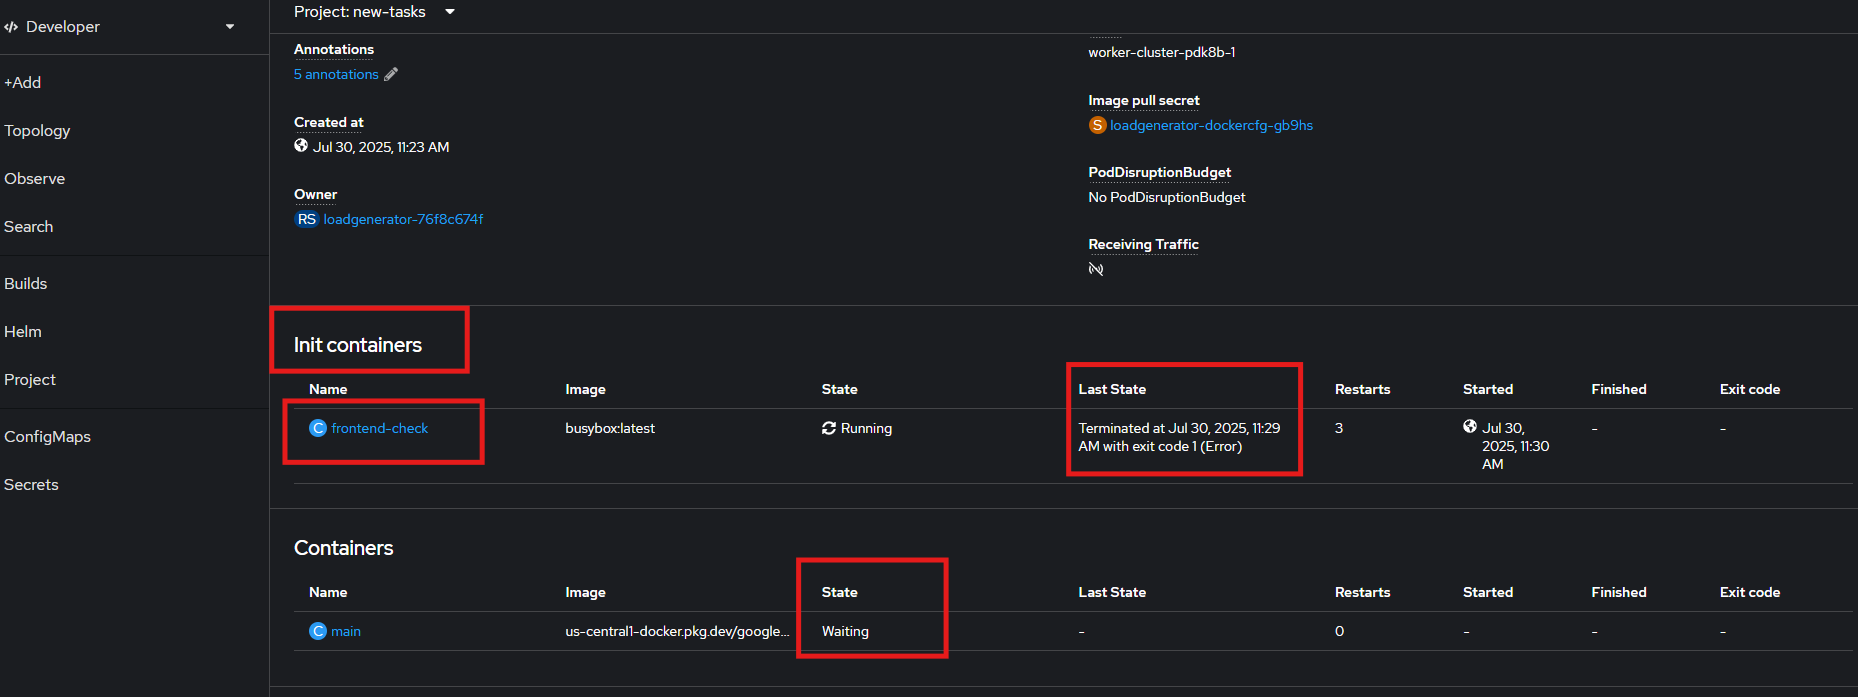 Developer
+Add
Topology
Observe
Search
Builds
Helm
Project
ConfigMaps
Secrets
Project: new-tasks
Annotations
5 annotations
Created at
Jul 30, 2025, 11:23 AM
Owner
RS loadgenerator-76f8c674f
worker-cluster-pdk8b-1
Image pull secret
S loadgenerator-dockercfg-gb9hs
PodDisruptionBudget
No PodDisruptionBudget
Receiving Traffic
Init containers
Name Image State Last State Restarts Started Finished Exit code
C frontend-check busybox:latest Running Terminated at Jul 30, 2025, 11:29 3 Jul 30, - -
AM with exit code 1 (Error) 2025, 11:30
AM
Containers
Name Image State Last State Restarts Started Finished Exit code
C main us-central1-docker.pkg.dev/google... Waiting - 0 - - -